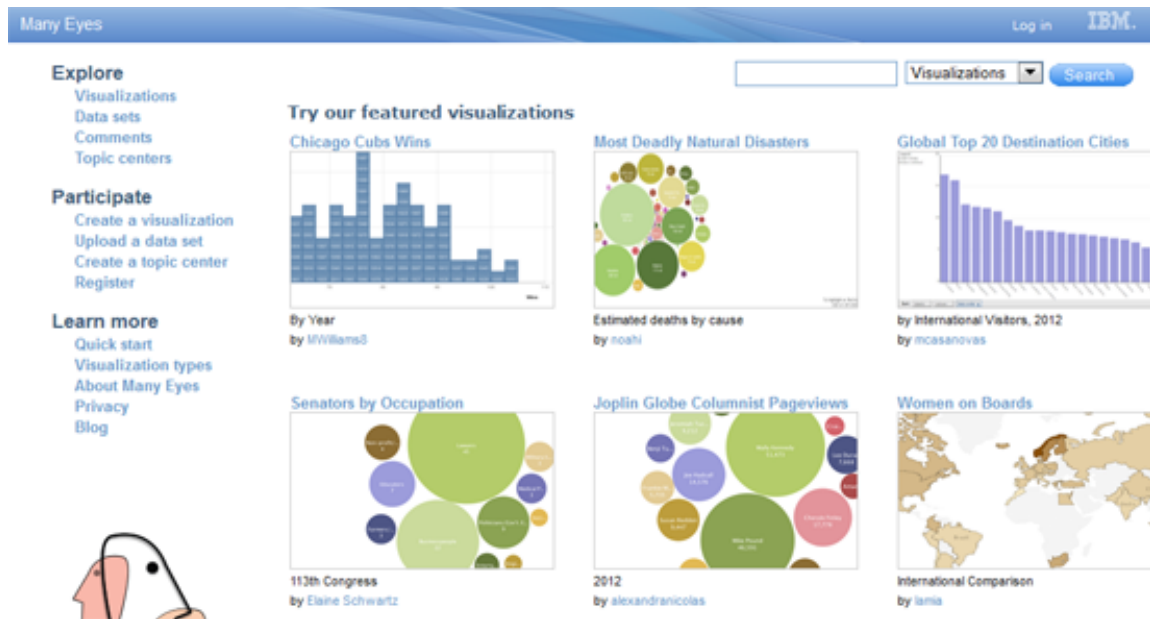 Many Eyes
Log in
IBM.
Explore
Visualizations
Data sets
Comments
Topic centers
Participate
Create a visualization
Upload a data set
Create a topic center
Register
Learn more
Quick start
Visualization types
About Many Eyes
Privacy
Blog
Visualizations
Search
Try our featured visualizations
Chicago Cubs Wins
Most Deadly Natural Disasters
Global Top 20 Destination Cities
By Year
Estimated deaths by cause
by International Visitors, 2012
by MWilliams8
by noahi
by mcasanovas
Senators by Occupation
Joplin Globe Columnist Pageviews
Women on Boards
113th Congress
2012
International Comparison
by Elaine Schwartz
by alexandranicolas
by lamia